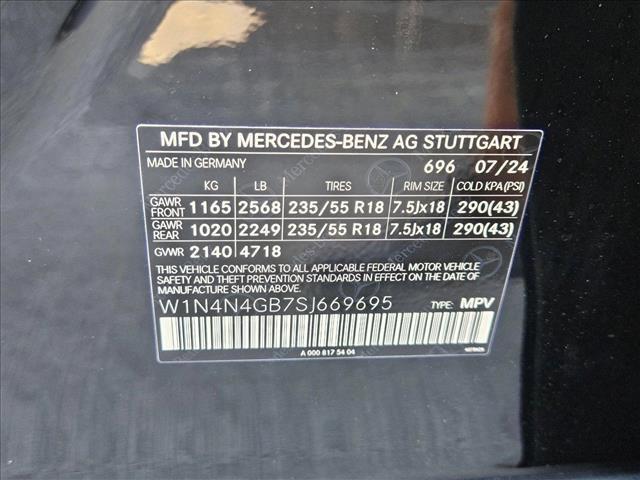 MFD BY MERCEDES-BENZ AG STUTTGART
MADE IN GERMANY 696 07/24
KG LB TIRES RIM SIZE COLD KPA(PSI)
GAWR FRONT 1165 2568 235/55 R18 7.5Jx18 290(43)
GAWR REAR 1020 2249 235/55 R18 7.5Jx18 290(43)
GVWR 2140 4718
THIS VEHICLE CONFORMS TO ALL APPLICABLE FEDERAL MOTOR VEHICLE
SAFETY AND THEFT PREVENTION STANDARDS IN EFFECT
ON THE DATE OF MANUFACTURE SHOWN ABOVE.
W1N4N4GB7SJ669695 TYPE: MPV
A 000 817 54 04